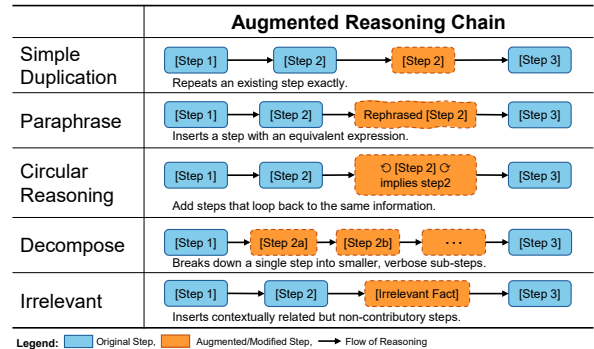 Augmented Reasoning Chain
Simple
Duplication
[Step 1] [Step 2] [Step 2] [Step 3]
Repeats an existing step exactly.
Paraphrase
[Step 1] [Step 2] Rephrased [Step 2] [Step 3]
Inserts a step with an equivalent expression.
Circular
Reasoning
[Step 1] [Step 2] ↺ [Step 2] ↻ [Step 3]
implies step2
Add steps that loop back to the same information.
Decompose
[Step 1] [Step 2a] [Step 2b] ... [Step 3]
Breaks down a single step into smaller, verbose sub-steps.
Irrelevant
[Step 1] [Step 2] [Irrelevant Fact] [Step 3]
Inserts contextually related but non-contributory steps.
Legend: Original Step, Augmented/Modified Step, Flow of Reasoning